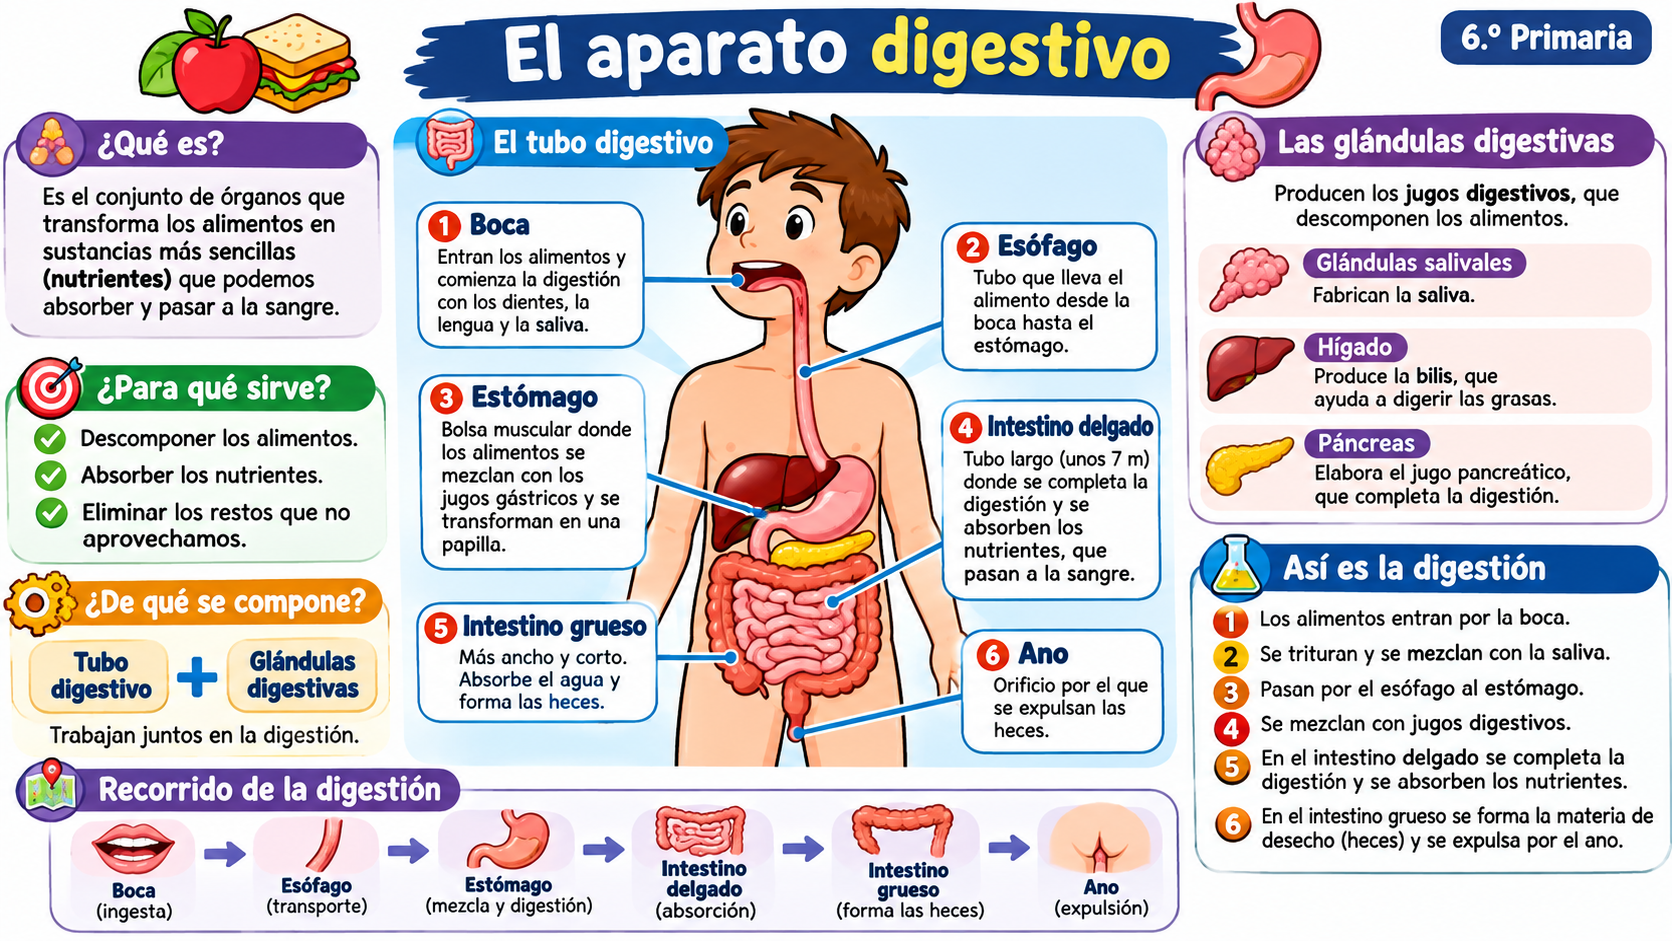 El aparato digestivo
6.º Primaria
¿Qué es?
Es el conjunto de órganos que
transforma los alimentos en
sustancias más sencillas
(nutrientes) que podemos
absorber y pasar a la sangre.
¿Para qué sirve?
Descomponer los alimentos.
Absorber los nutrientes.
Eliminar los restos que no
aprovechamos.
¿De qué se compone?
Tubo
digestivo
+
Glándulas
digestivas
Trabajan juntos en la digestión.
El tubo digestivo
1 Boca
Entran los alimentos y
comienza la digestión
con los dientes, la
lengua y la saliva.
2 Esófago
Tubo que lleva el
alimento desde la
boca hasta el
estómago.
3 Estómago
Bolsa muscular donde
los alimentos se
mezclan con los
jugos gástricos y se
transforman en una
papilla.
4 Intestino delgado
Tubo largo (unos 7 m)
donde se completa la
digestión y se
absorben los
nutrientes, que
pasan a la sangre.
5 Intestino grueso
Más ancho y corto.
Absorbe el agua y
forma las heces.
6 Ano
Orificio por el que
se expulsan las
heces.
Las glándulas digestivas
Producen los jugos digestivos, que
descomponen los alimentos.
Glándulas salivales
Fabrican la saliva.
Hígado
Produce la bilis, que
ayuda a digerir las grasas.
Páncreas
Elabora el jugo pancreático,
que completa la digestión.
Así es la digestión
1 Los alimentos entran por la boca.
2 Se trituran y se mezclan con la saliva.
3 Pasan por el esófago al estómago.
4 Se mezclan con jugos digestivos.
5 En el intestino delgado se completa la
digestión y se absorben los nutrientes.
6 En el intestino grueso se forma la materia de
desecho (heces) y se expulsa por el ano.
Recorrido de la digestión
Boca
(ingesta)
Esófago
(transporte)
Estómago
(mezcla y digestión)
Intestino
delgado
(absorción)
Intestino
grueso
(forma las heces)
Ano
(expulsión)